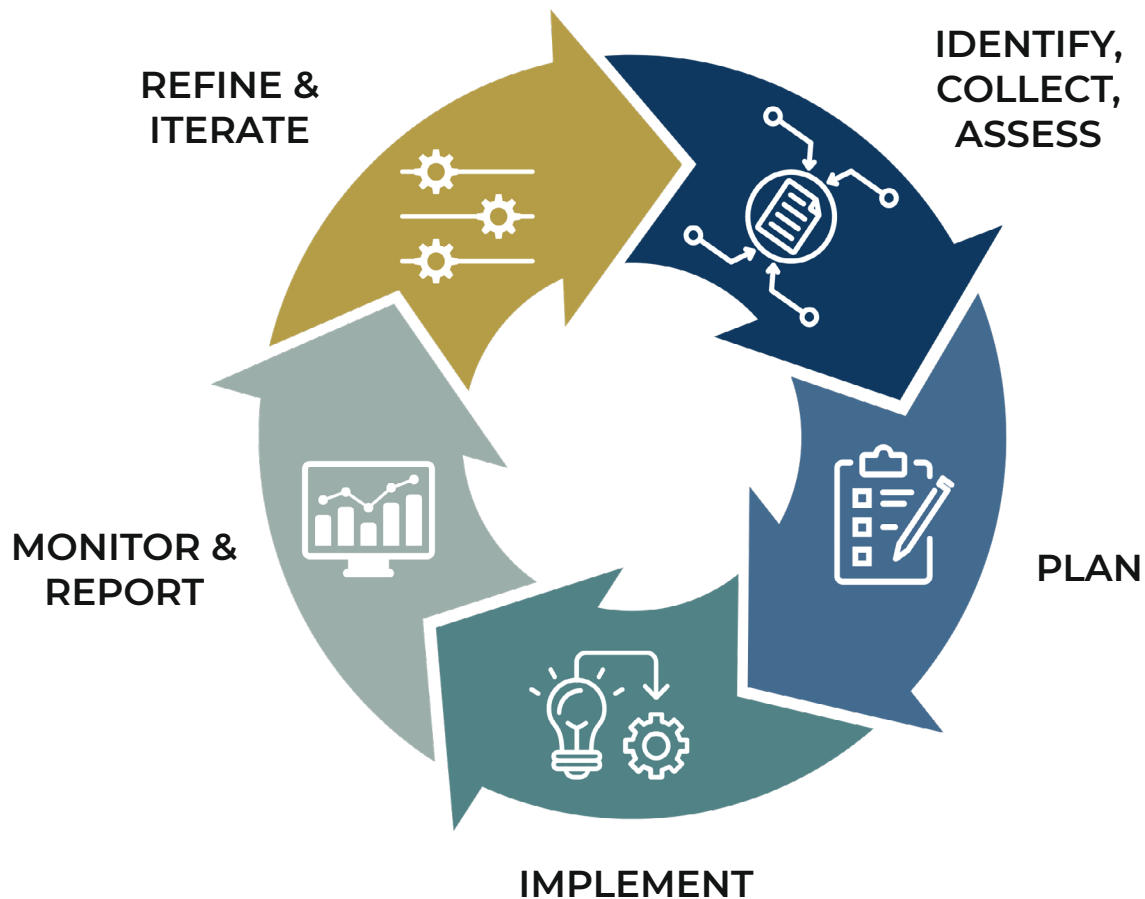 IDENTIFY,
COLLECT,
ASSESS
PLAN
IMPLEMENT
MONITOR &
REPORT
REFINE &
ITERATE